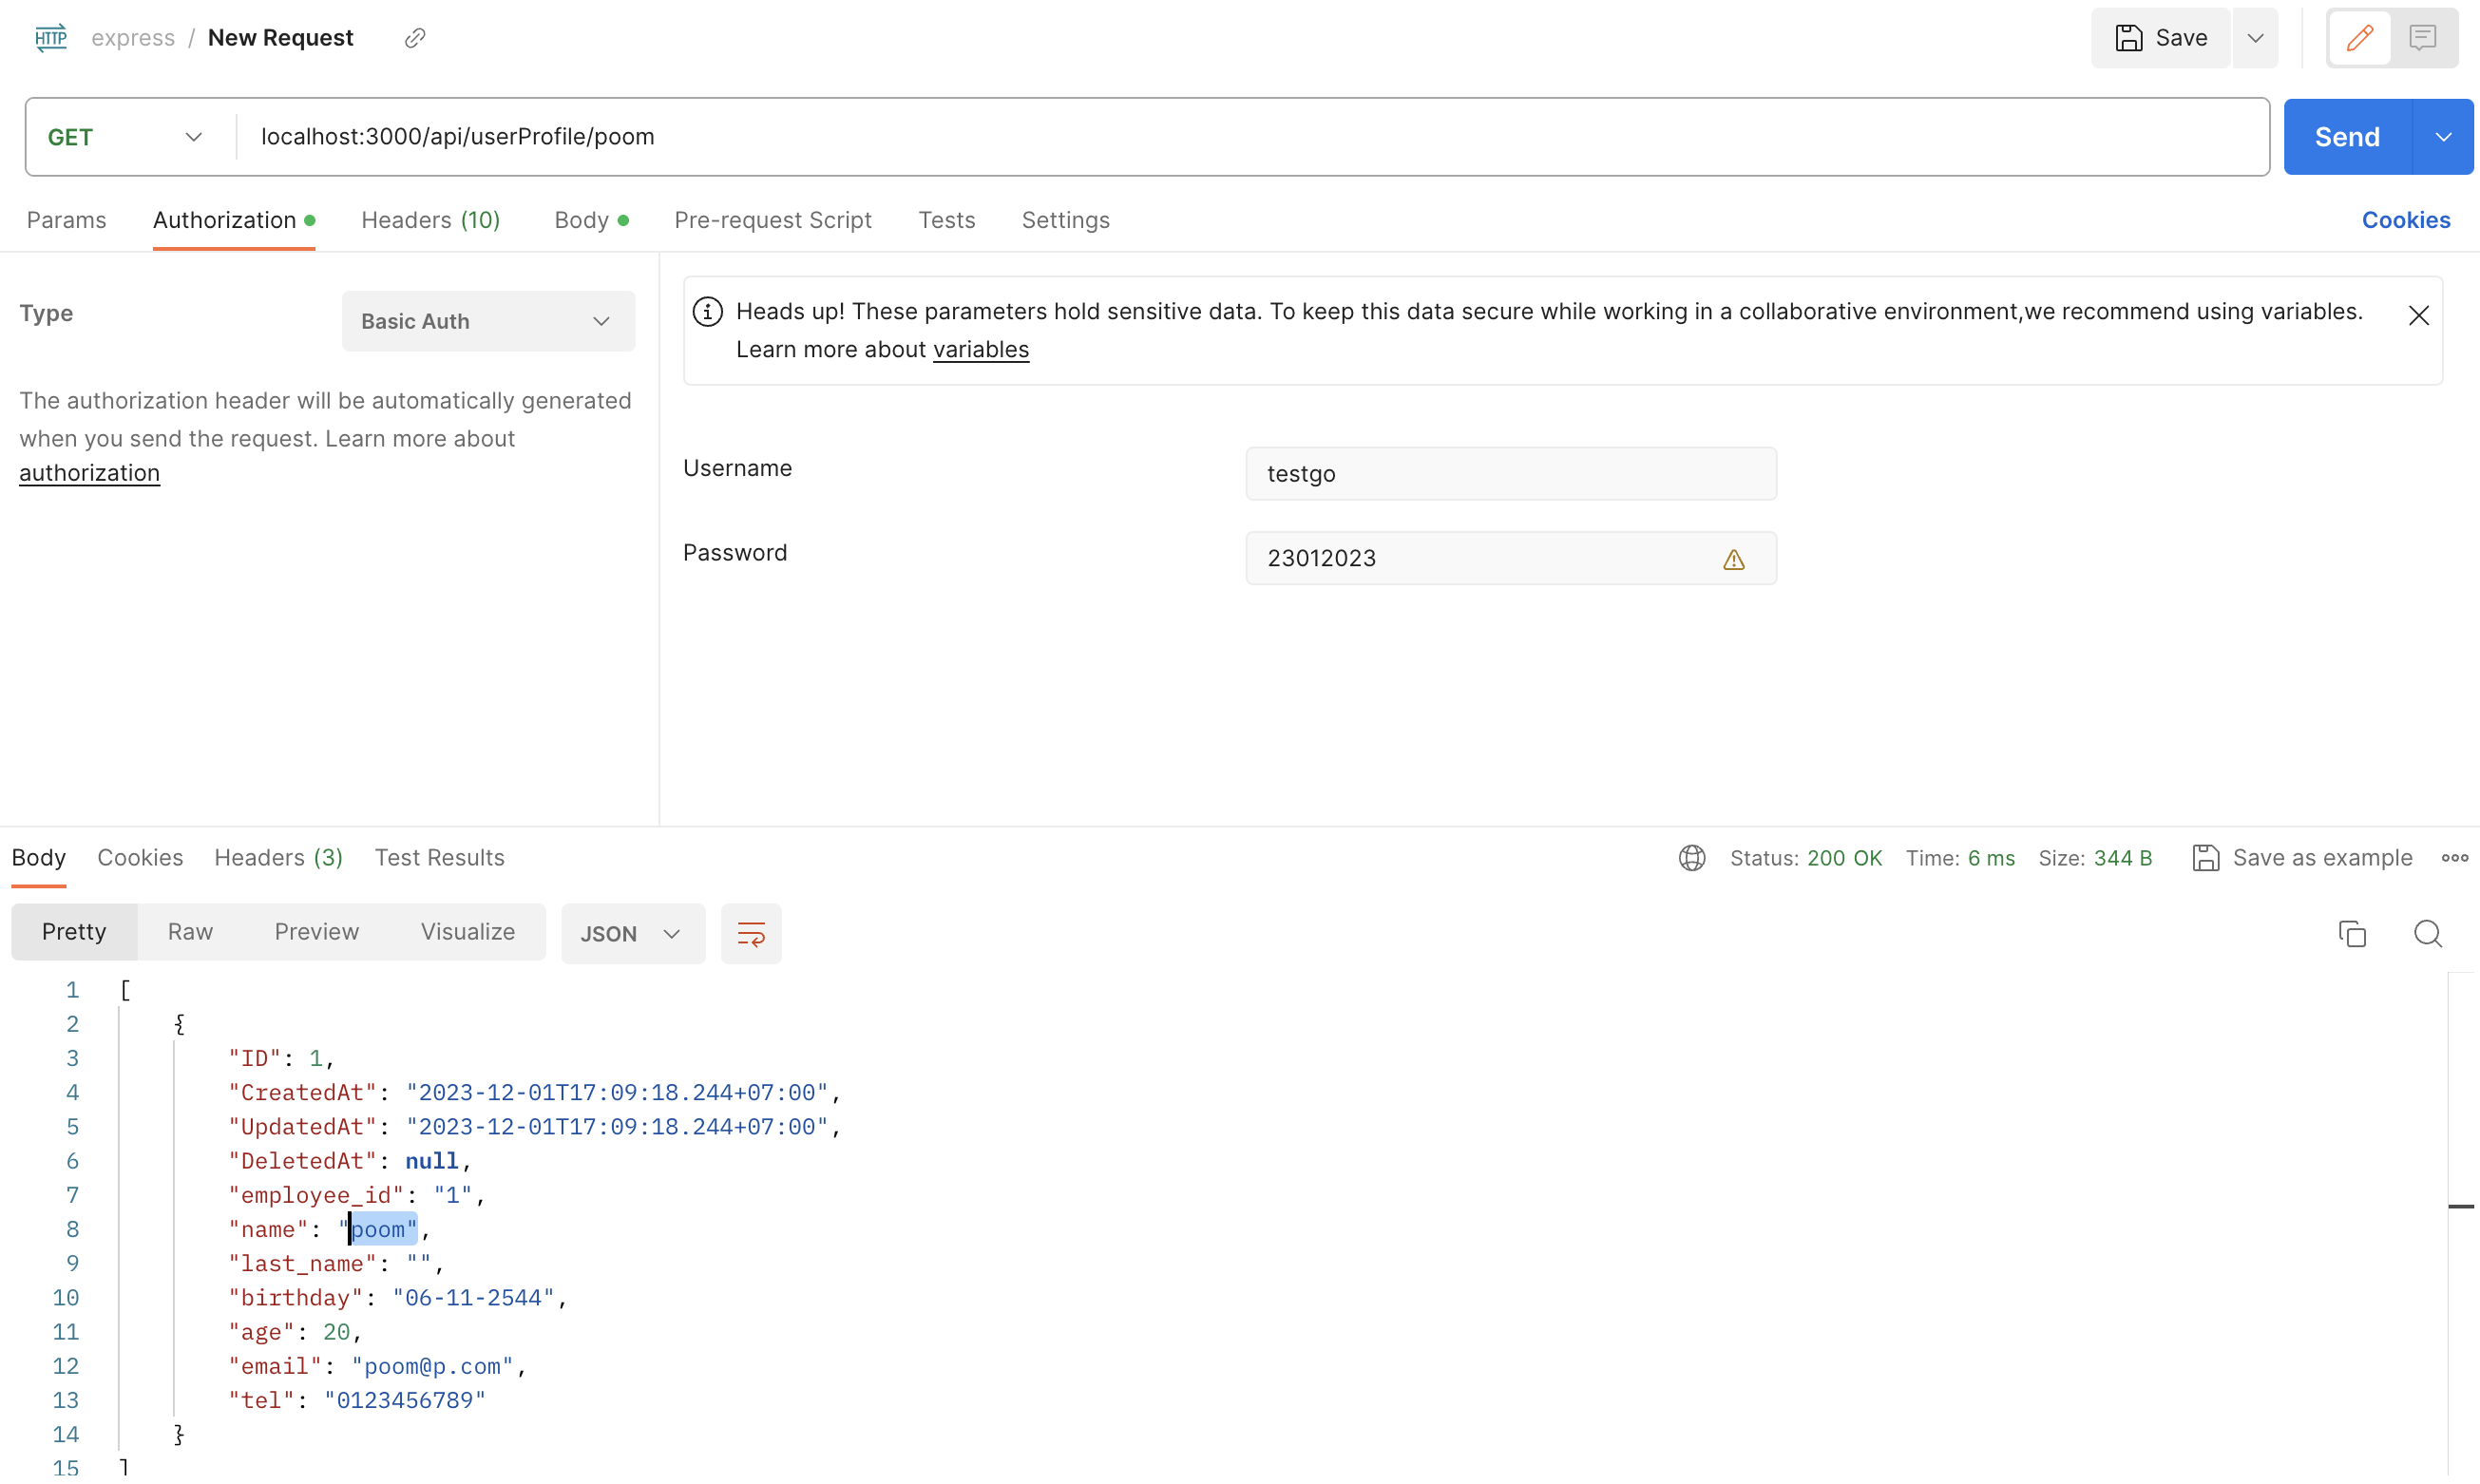 HTTP express / New Request Save
GET localhost:3000/api/userProfile/poom Send
Params Authorization Headers (10) Body Pre-request Script Tests Settings Cookies
Type Basic Auth
The authorization header will be automatically generated
when you send the request. Learn more about
authorization
Heads up! These parameters hold sensitive data. To keep this data secure while working in a collaborative environment,we recommend using variables.
Learn more about variables
Username testgo
Password 23012023
Body Cookies Headers (3) Test Results Status: 200 OK Time: 6 ms Size: 344 B Save as example
Pretty Raw Preview Visualize JSON
1 [
2 {
3 "ID": 1,
4 "CreatedAt": "2023-12-01T17:09:18.244+07:00",
5 "UpdatedAt": "2023-12-01T17:09:18.244+07:00",
6 "DeletedAt": null,
7 "employee_id": "1",
8 "name": "poom",
9 "last_name": "",
10 "birthday": "06-11-2544",
11 "age": 20,
12 "email": "poom@p.com",
13 "tel": "0123456789"
14 }
15 ]